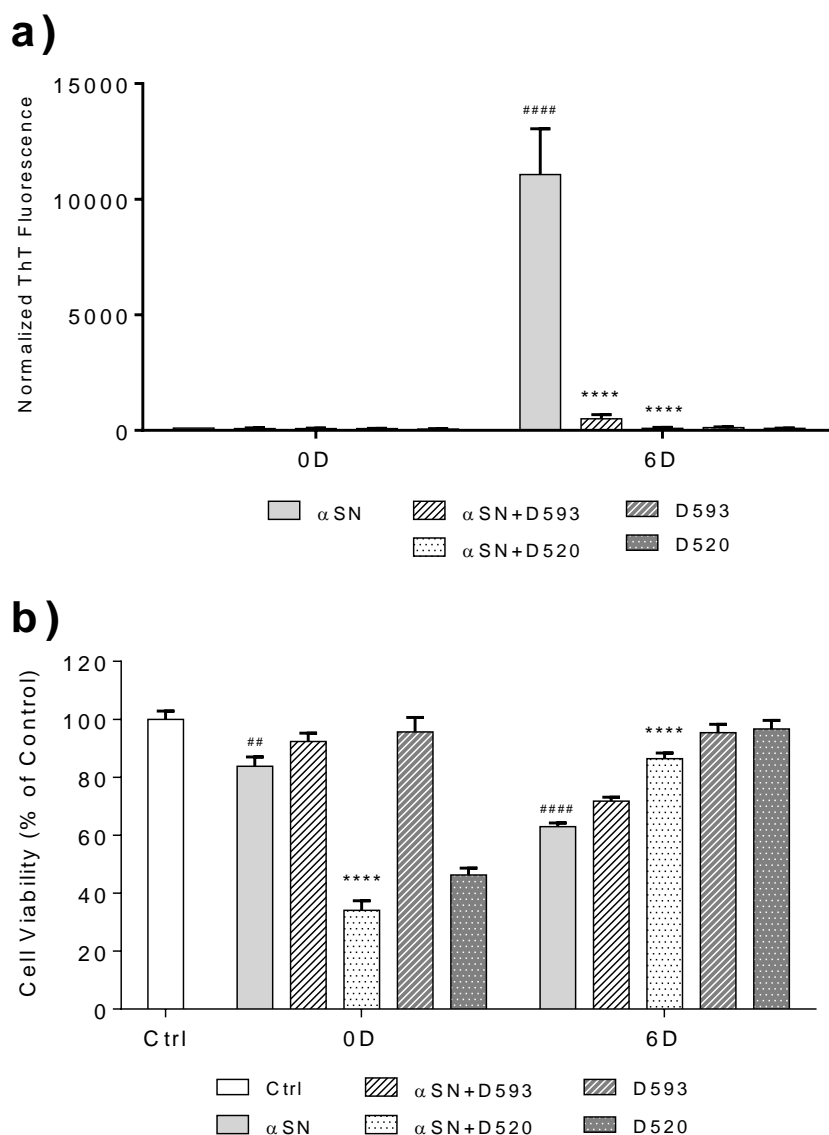 a)
Normalized ThT Fluorescence
15000
10000
5000
0
####
**** ****
0D 6D
αSN αSN+D593 D593
αSN+D520 D520
b)
Cell Viability (% of Control)
120
100
80
60
40
20
0
##
****
####
****
Ctrl 0D 6D
Ctrl αSN+D593 D593
αSN αSN+D520 D520